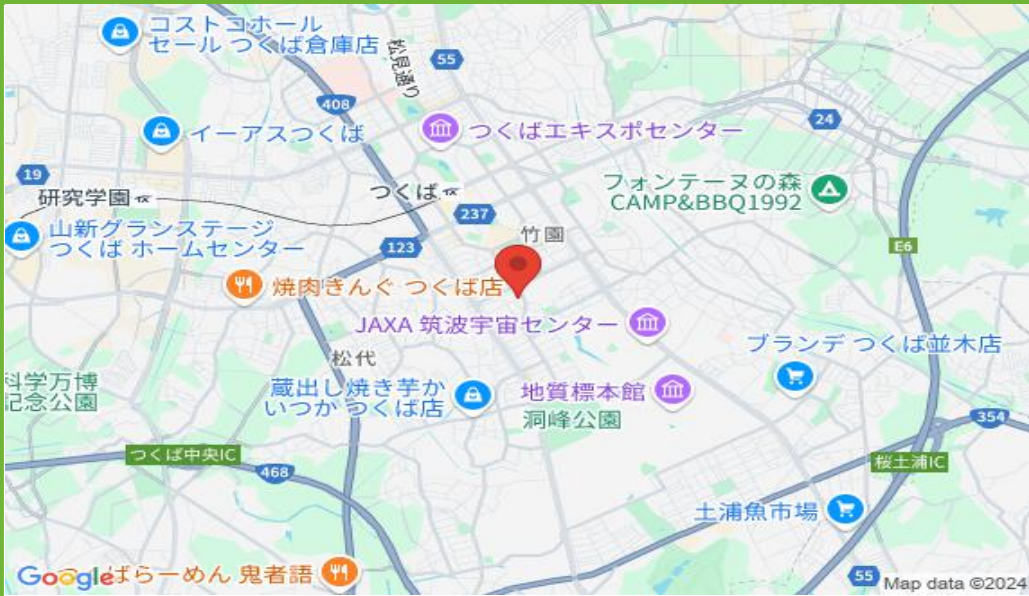 コストコホール
セール つくば倉庫店
松見通り
55
408
イーアスつくば
つくばエキスポセンター
24
19
研究学園
つくば
フォンテーヌの森
CAMP&BBQ1992
237
山新グランステージ
つくば ホームセンター
123
竹園
E6
焼肉きんぐ つくば店
JAXA 筑波宇宙センター
ブランデ つくば並木店
松代
科学万博
記念公園
蔵出し焼き芋か
いつか つくば店
地質標本館
洞峰公園
354
つくば中央IC
468
桜土浦IC
土浦魚市場
Google
ばらーめん 鬼者語
55
Map data ©2024